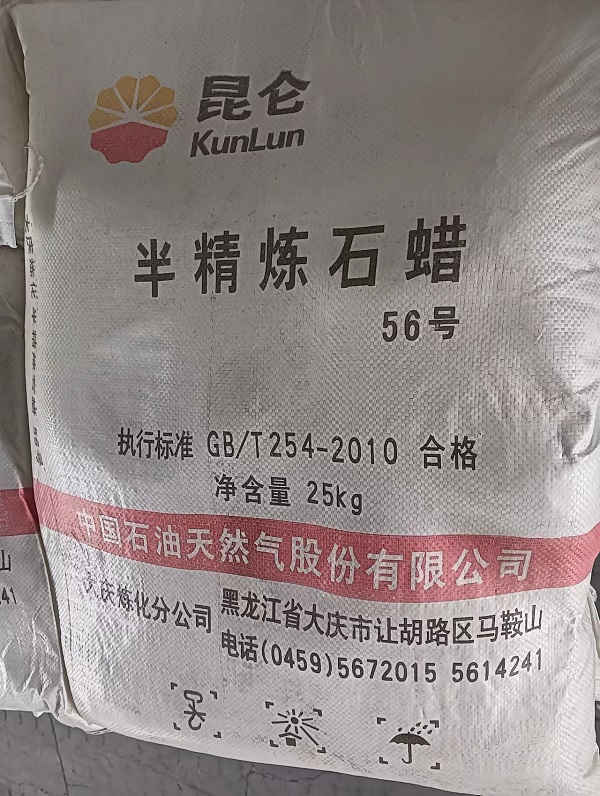 昆仑
KunLun
半精炼石蜡
56号
执行标准 GB/T254-2010 合格
净含量 25kg
中国石油天然气股份有限公司
大庆炼化分公司
黑龙江省大庆市让胡路区马鞍山
电话(0459)5672015 5614241
山
241